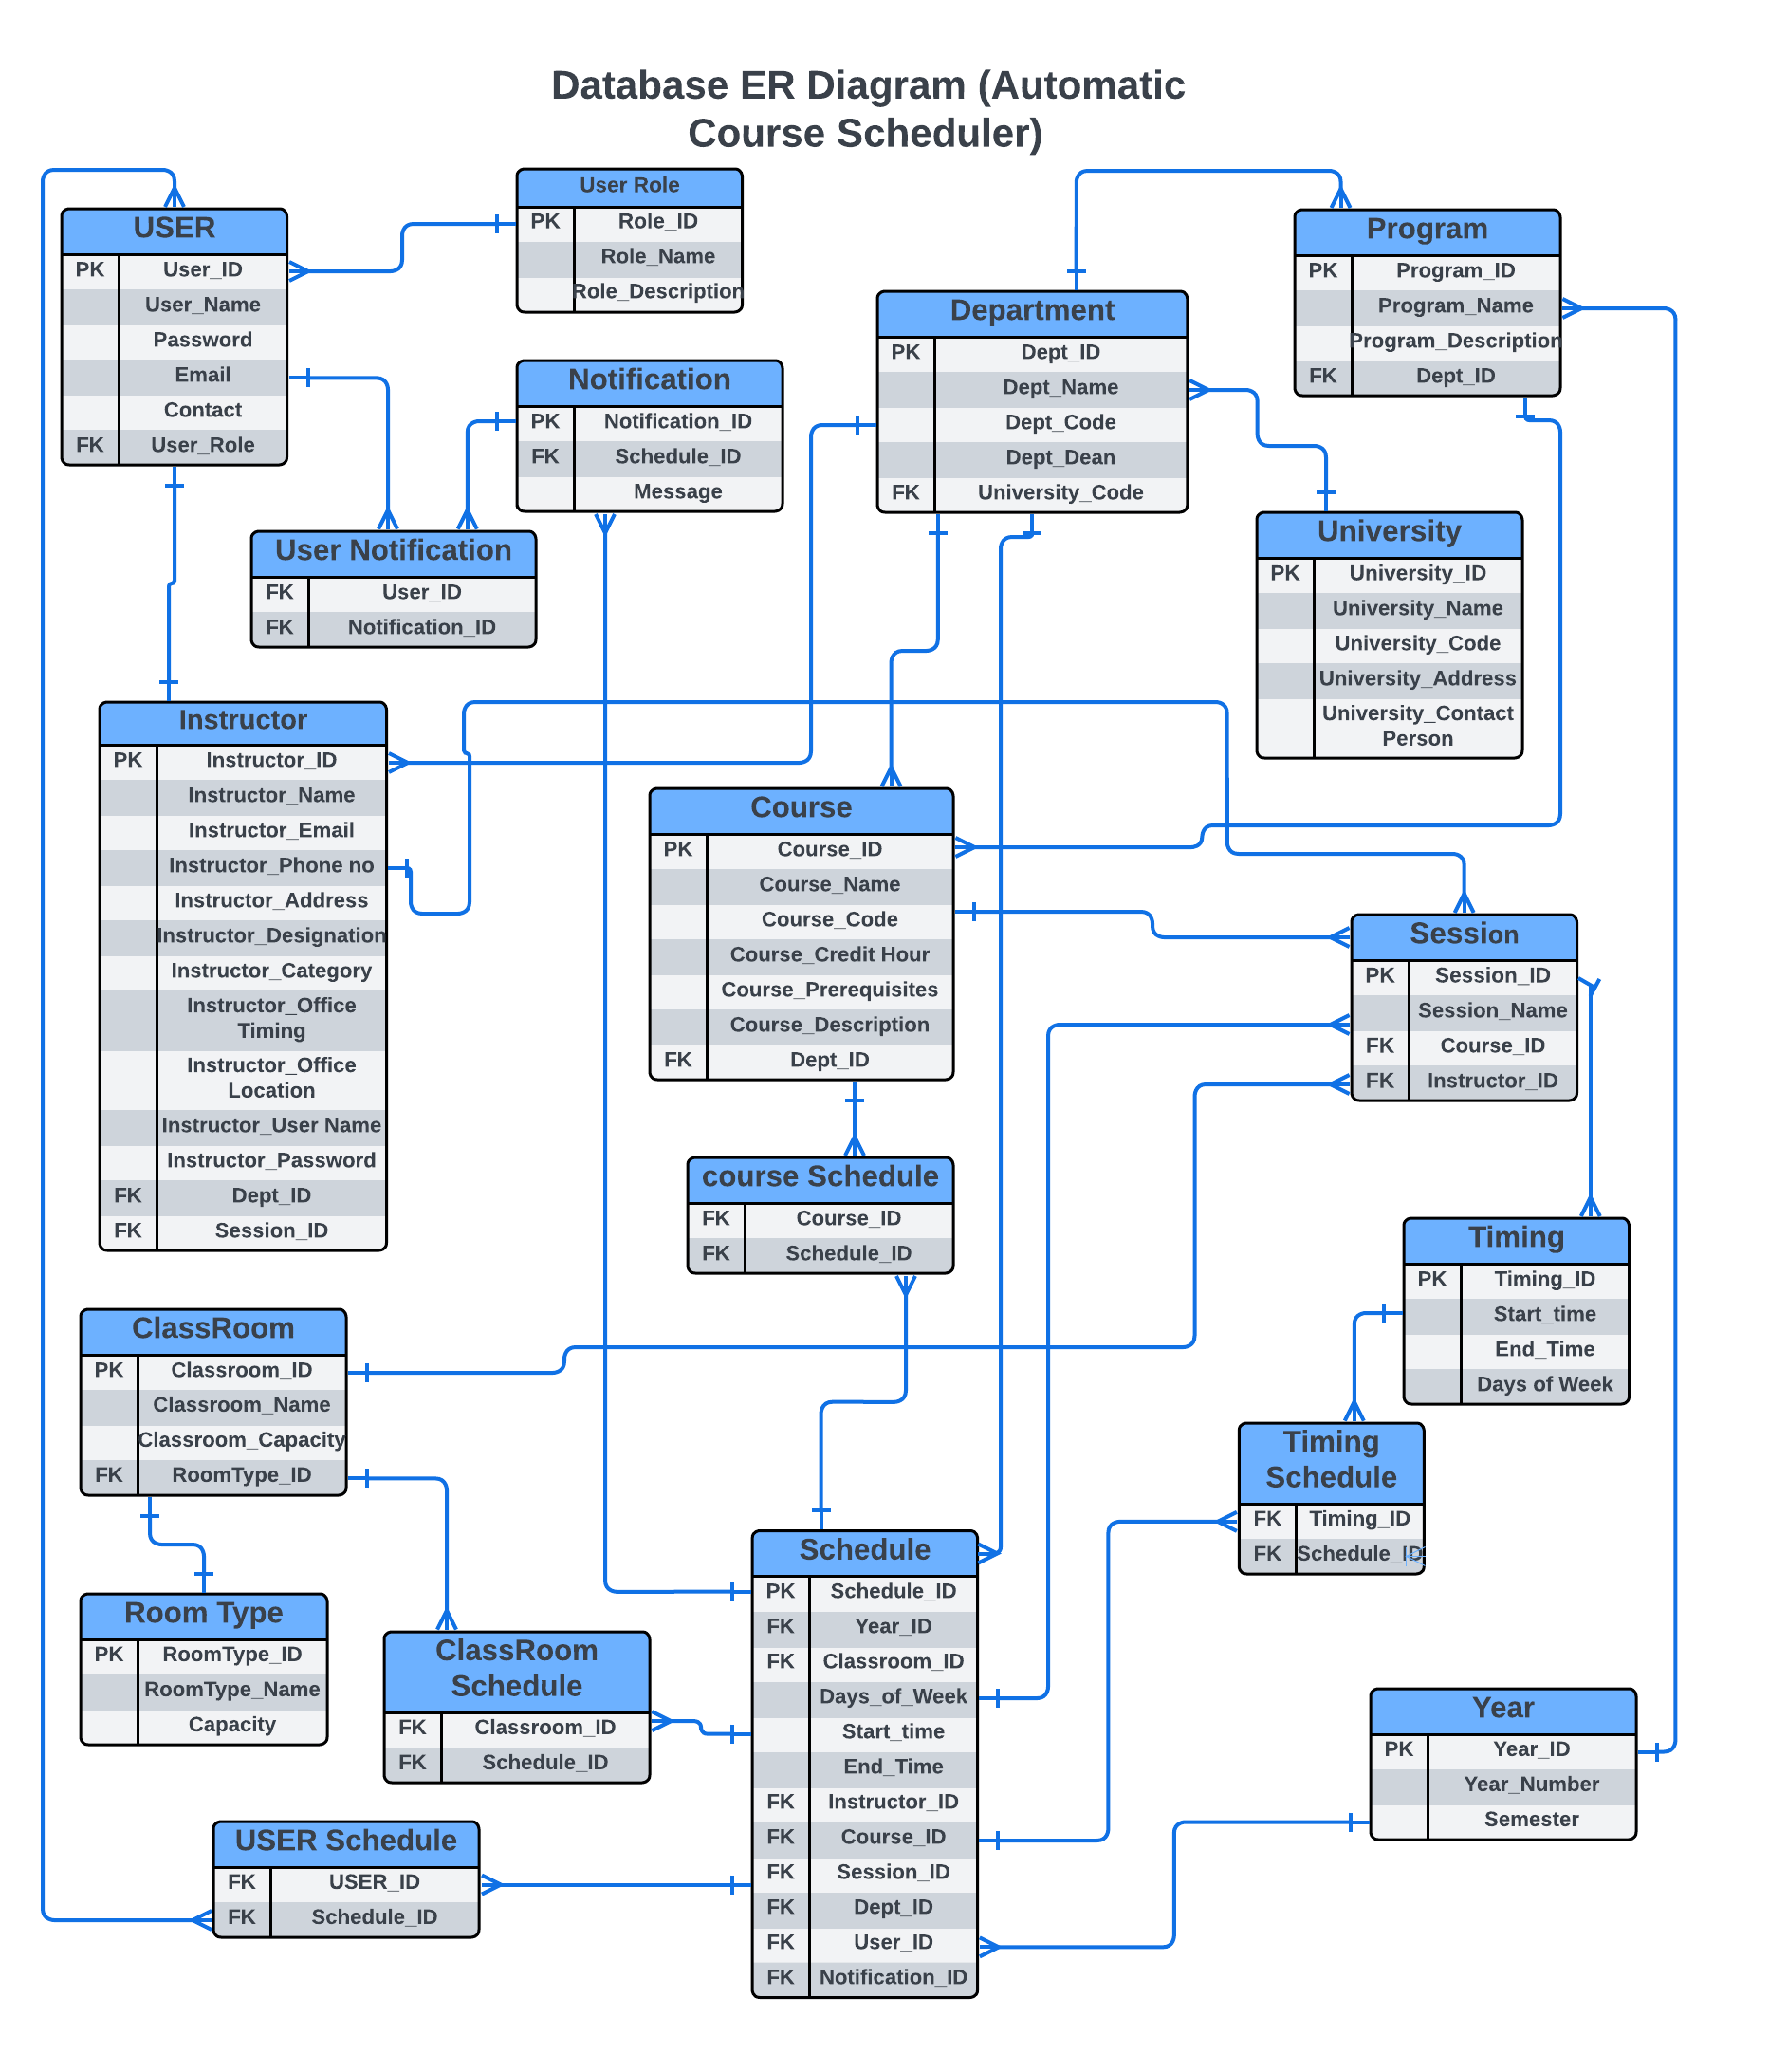 Database ER Diagram (Automatic
Course Scheduler)
USER
PK User_ID
User_Name
Password
Email
Contact
FK User_Role
User Role
PK Role_ID
Role_Name
Role_Description
Notification
PK Notification_ID
FK Schedule_ID
Message
User Notification
FK User_ID
FK Notification_ID
Department
PK Dept_ID
Dept_Name
Dept_Code
Dept_Dean
FK University_Code
Program
PK Program_ID
Program_Name
Program_Description
FK Dept_ID
University
PK University_ID
University_Name
University_Code
University_Address
University_Contact
Person
Instructor
PK Instructor_ID
Instructor_Name
Instructor_Email
Instructor_Phone no
Instructor_Address
Instructor_Designation
Instructor_Category
Instructor_Office
Timing
Instructor_Office
Location
Instructor_User Name
Instructor_Password
FK Dept_ID
FK Session_ID
Course
PK Course_ID
Course_Name
Course_Code
Course_Credit Hour
Course_Prerequisites
Course_Description
FK Dept_ID
Session
PK Session_ID
Session_Name
FK Course_ID
FK Instructor_ID
course Schedule
FK Course_ID
FK Schedule_ID
Timing
PK Timing_ID
Start_time
End_Time
Days of Week
ClassRoom
PK Classroom_ID
Classroom_Name
Classroom_Capacity
FK RoomType_ID
Timing
Schedule
FK Timing_ID
FK Schedule_ID
Room Type
PK RoomType_ID
RoomType_Name
Capacity
ClassRoom
Schedule
FK Classroom_ID
FK Schedule_ID
Schedule
PK Schedule_ID
FK Year_ID
FK Classroom_ID
Days_of_Week
Start_time
End_Time
FK Instructor_ID
FK Course_ID
FK Session_ID
FK Dept_ID
FK User_ID
FK Notification_ID
Year
PK Year_ID
Year_Number
Semester
USER Schedule
FK USER_ID
FK Schedule_ID